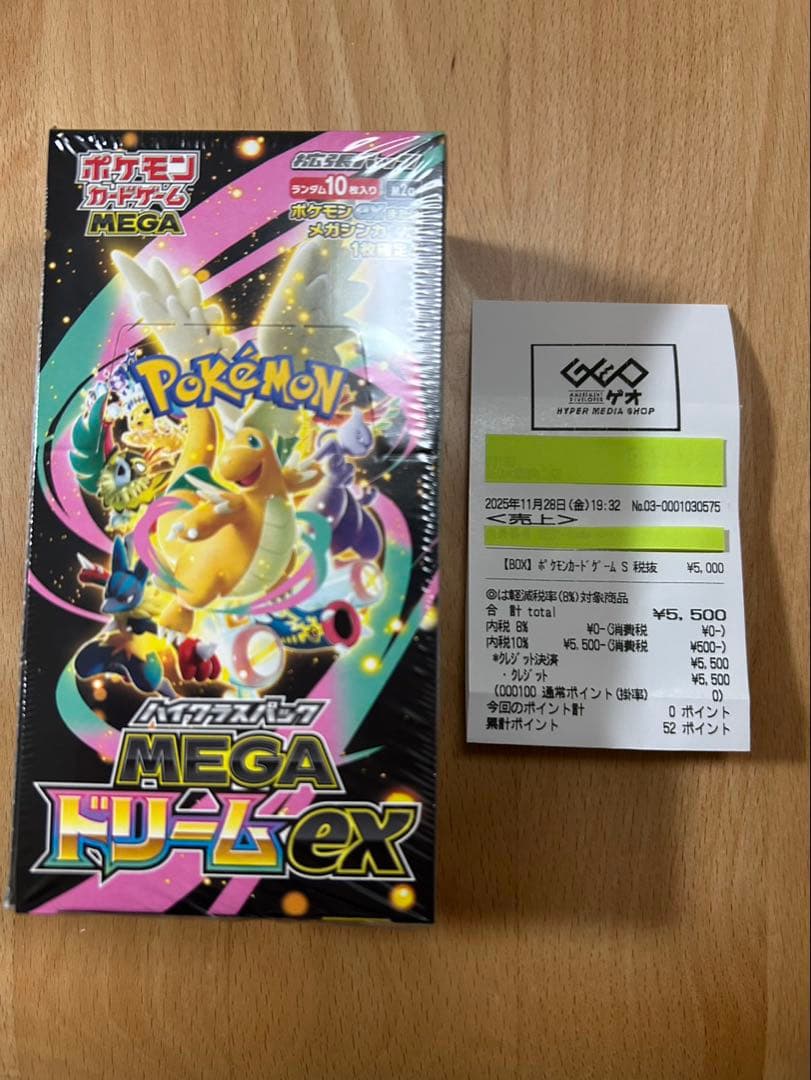 ポケモン
カードゲーム
MEGA
拡張パック
ランダム10枚入り
ポケモンex
メガシンカ
1枚確定
POKéMON
ハイクラスパック
MEGA
ドリームex
GEO
ゲオ
HYPER MEDIA SHOP
2025年11月28日(金)19:32 No.03-0001030575
<売上>
【BOX】ポケモンカードゲーム S 税抜 ¥5,000
◎は軽減税率(8%)対象商品
合 計 total ¥5,500
内税 8% ¥0-(消費税 ¥0-)
内税10% ¥5,500-(消費税 ¥500-)
*クレジット決済 ¥5,500
・クレジット ¥5,500
(000100 通常ポイント(掛率) 0)
今回のポイント計 0 ポイント
累計ポイント 52 ポイント